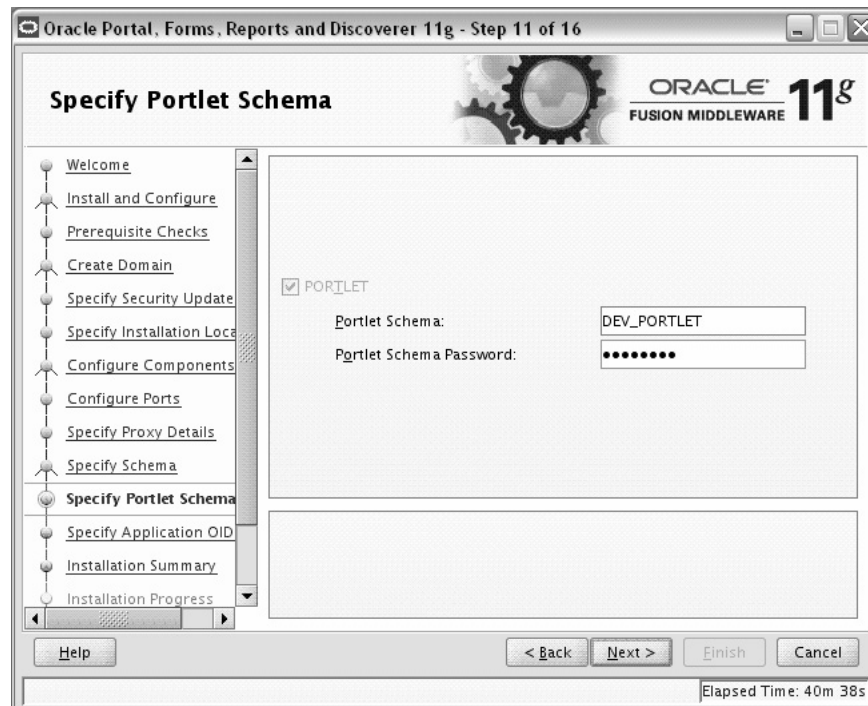 Oracle Portal, Forms, Reports and Discoverer 11g - Step 11 of 16
Specify Portlet Schema
ORACLE
FUSION MIDDLEWARE
11g
Welcome
Install and Configure
Prerequisite Checks
Create Domain
Specify Security Update
Specify Installation Loca
Configure Components
Configure Ports
Specify Proxy Details
Specify Schema
Specify Portlet Schema
Specify Application OID
Installation Summary
Installation Progress
PORTLET
Portlet Schema: DEV_PORTLET
Portlet Schema Password: ••••••••
Help < Back Next > Finish Cancel
Elapsed Time: 40m 38s